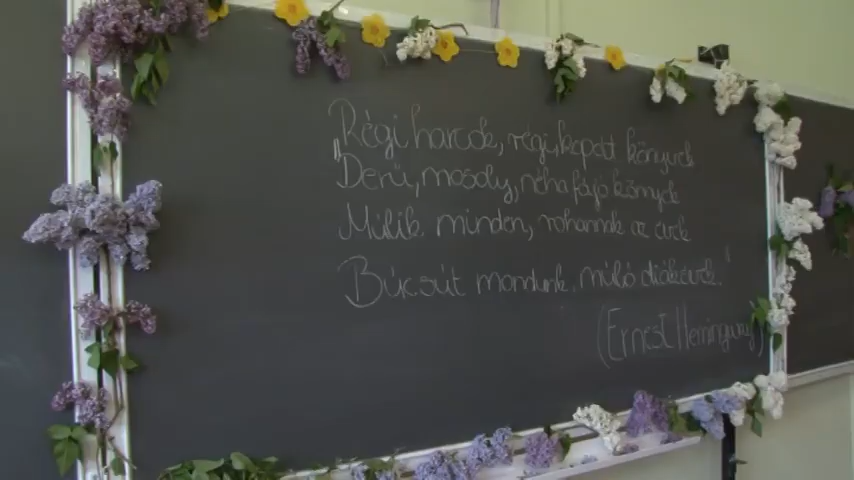 „Régi harcok, régi, kopott könyvek
Derű, mosoly, néha fájó könnyek
Múlik minden, rohannak az évek
Búcsút mondunk, múló diákévek."
(Ernest Hemingway)